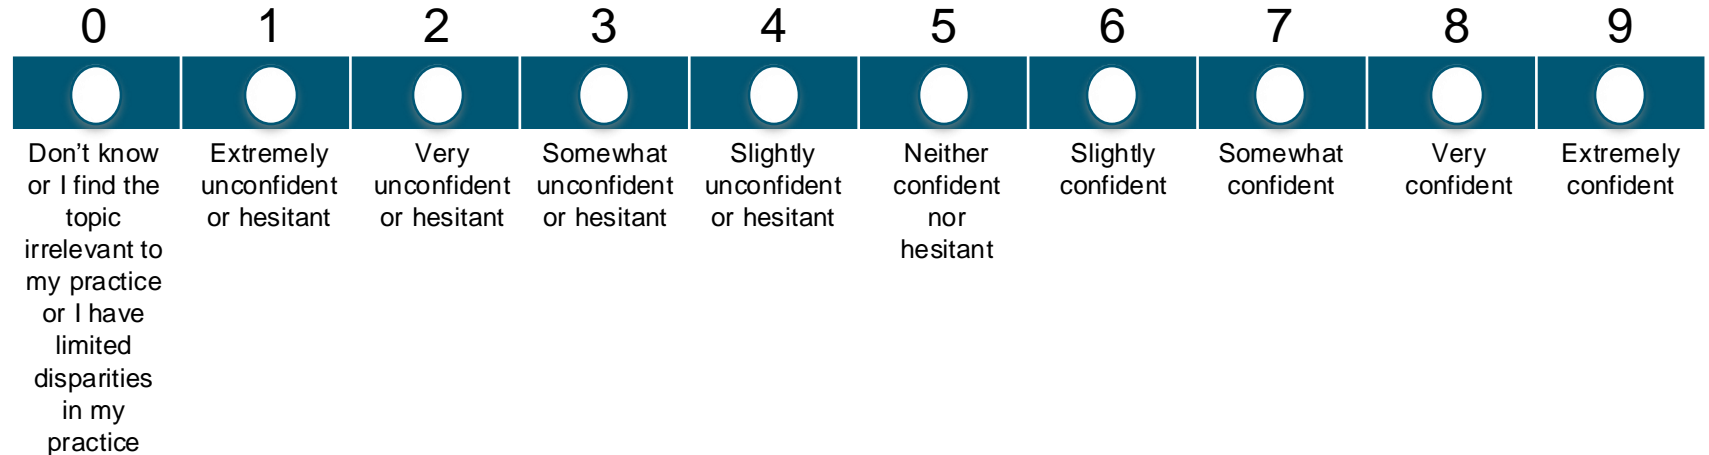 0 1 2 3 4 5 6 7 8 9
Don’t know
or I find the
topic
irrelevant to
my practice
or I have
limited
disparities
in my
practice
Extremely
unconfident
or hesitant
Very
unconfident
or hesitant
Somewhat
unconfident
or hesitant
Slightly
unconfident
or hesitant
Neither
confident
nor
hesitant
Slightly
confident
Somewhat
confident
Very
confident
Extremely
confident